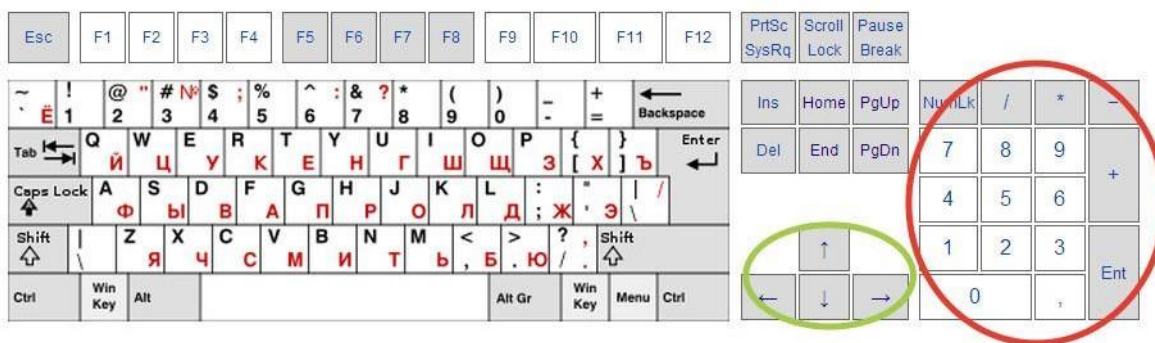 Esc F1 F2 F3 F4 F5 F6 F7 F8 F9 F10 F11 F12 PrtSc SysRq Scroll Lock Pause Break
~ ` Ё ! 1 @ " 2 # № 3 $ ; 4 % 5 ^ : 6 & ? 7 * 8 ( 9 ) 0 _ - + = Backspace Ins Home PgUp NumLk / * −
Tab Q Й W Ц E У R К T Е Y Н U Г I Ш O Щ P З { [ Х } ] Ъ Enter Del End PgDn 7 8 9 +
Caps Lock A Ф S Ы D В F А G П H Р J О K Л L Д : ; Ж " ' Э | \ / 4 5 6
Shift | \ Z Я X Ч C С V М B И N Т M Ь < , Б > . Ю ? / , . Shift ↑ 1 2 3 Ent
Ctrl Win Key Alt Alt Gr Win Key Menu Ctrl ← ↓ → 0 ,